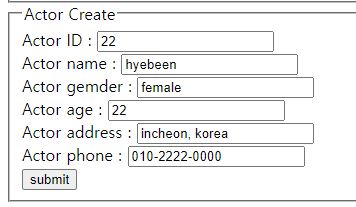 Actor Create
Actor ID : 22
Actor name : hyebeen
Actor gemder : female
Actor age : 22
Actor address : incheon, korea
Actor phone : 010-2222-0000
submit